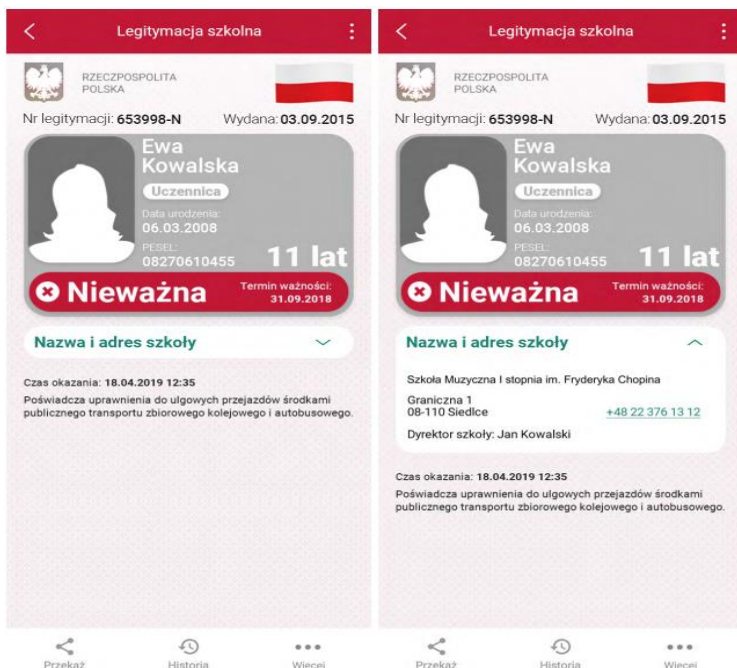 Legitymacja szkolna
RZECZPOSPOLITA
POLSKA
Nr legitymacji: 653998-N Wydana: 03.09.2015
Ewa
Kowalska
Uczennica
Data urodzenia:
06.03.2008
PESEL:
08270610455
11 lat
Nieważna
Termin ważności:
31.09.2018
Nazwa i adres szkoły
Czas okazania: 18.04.2019 12:35
Poświadcza uprawnienia do ulgowych przejazdów środkami
publicznego transportu zbiorowego kolejowego i autobusowego.
Przekaż Historia Więcej
Legitymacja szkolna
RZECZPOSPOLITA
POLSKA
Nr legitymacji: 653998-N Wydana: 03.09.2015
Ewa
Kowalska
Uczennica
Data urodzenia:
06.03.2008
PESEL:
08270610455
11 lat
Nieważna
Termin ważności:
31.09.2018
Nazwa i adres szkoły
Szkoła Muzyczna I stopnia im. Fryderyka Chopina
Graniczna 1
08-110 Siedlce +48 22 376 13 12
Dyrektor szkoły: Jan Kowalski
Czas okazania: 18.04.2019 12:35
Poświadcza uprawnienia do ulgowych przejazdów środkami
publicznego transportu zbiorowego kolejowego i autobusowego.
Przekaż Historia Więcej